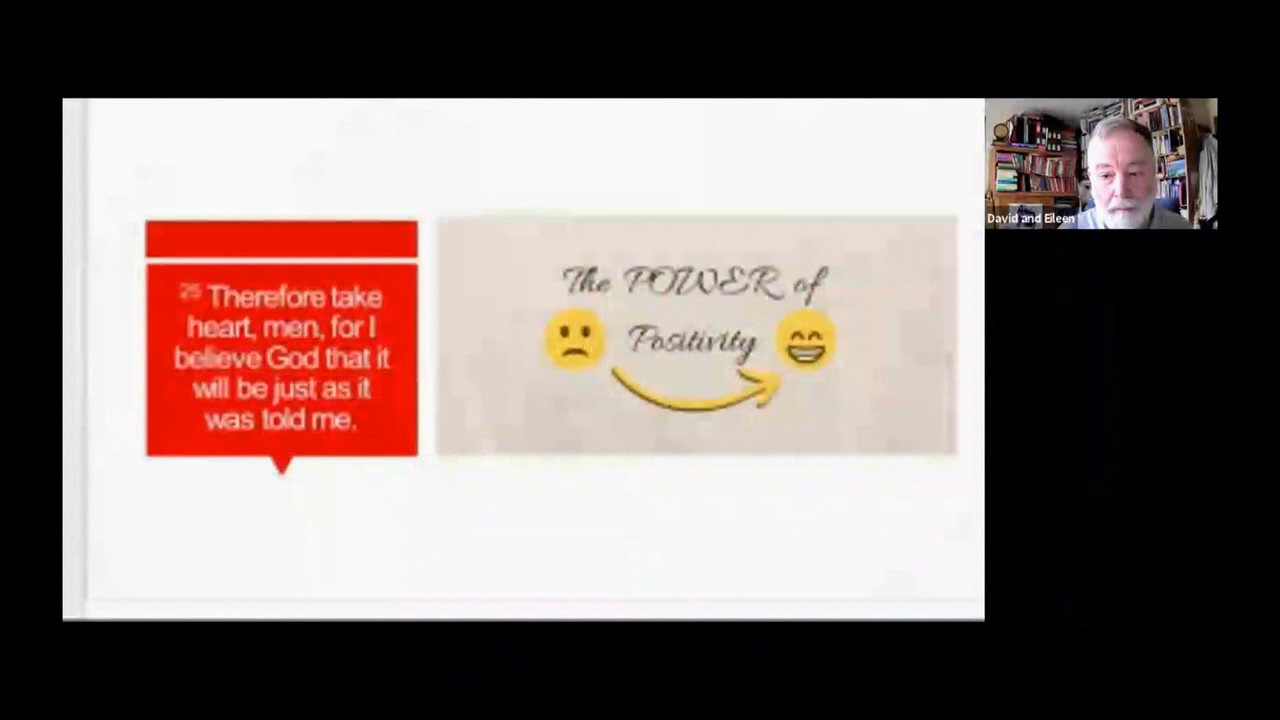 25 Therefore take
heart, men, for I
believe God that it
will be just as it
was told me.
The POWER of
Positivity
David and Eileen